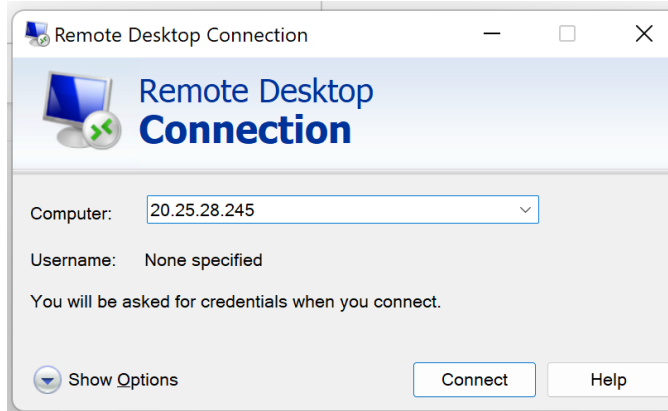 Remote Desktop Connection
Remote Desktop
Connection
Computer: 20.25.28.245
Username: None specified
You will be asked for credentials when you connect.
Show Options Connect Help